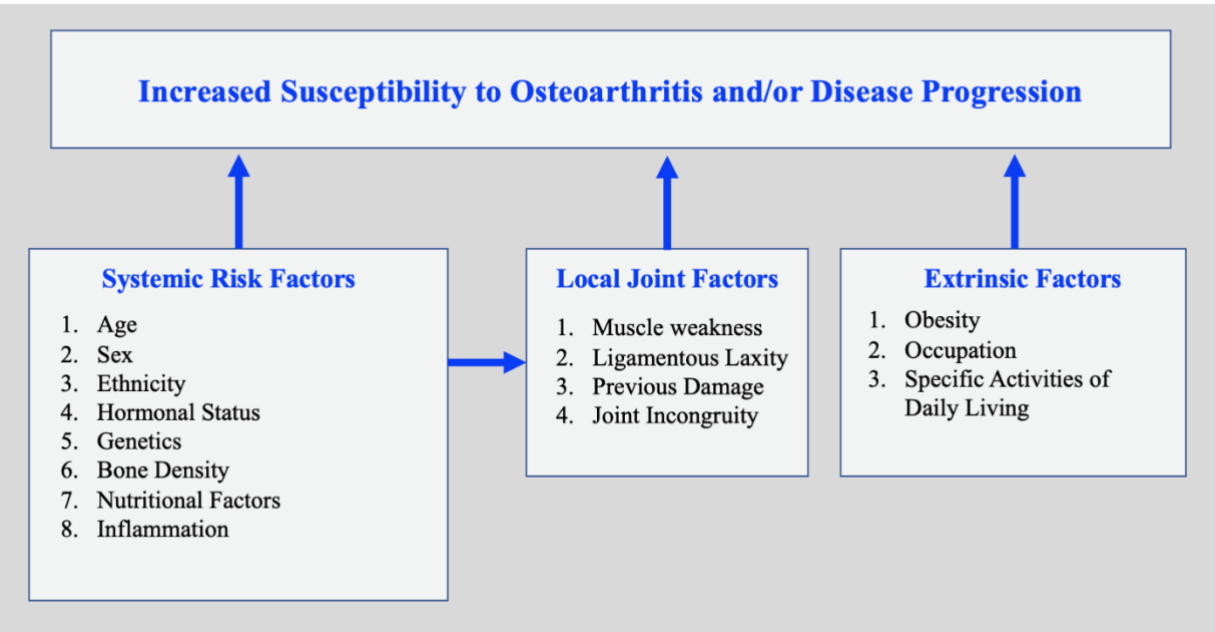 Increased Susceptibility to Osteoarthritis and/or Disease Progression
Systemic Risk Factors
1. Age
2. Sex
3. Ethnicity
4. Hormonal Status
5. Genetics
6. Bone Density
7. Nutritional Factors
8. Inflammation
Local Joint Factors
1. Muscle weakness
2. Ligamentous Laxity
3. Previous Damage
4. Joint Incongruity
Extrinsic Factors
1. Obesity
2. Occupation
3. Specific Activities of
Daily Living